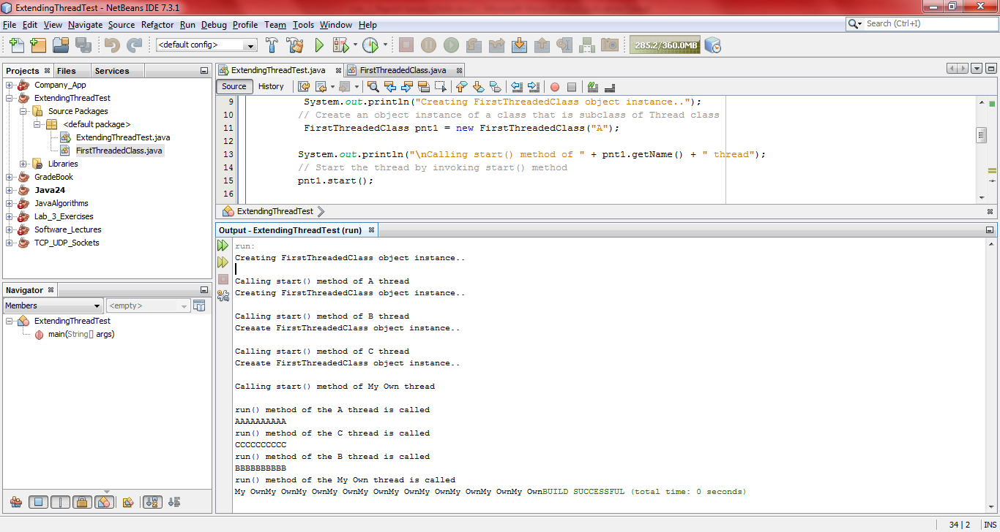 ExtendingThreadTest - NetBeans IDE 7.3.1
File Edit View Navigate Source Refactor Run Debug Profile Team Tools Window Help
Search (Ctrl+I)
<default config>
285.2/360.0MB
Projects Files Services
Company_App
ExtendingThreadTest
Source Packages
<default package>
ExtendingThreadTest.java
FirstThreadedClass.java
Libraries
GradeBook
Java24
JavaAlgorithms
Lab_3_Exercises
Software_Lectures
TCP_UDP_Sockets
Navigator
Members
<empty>
ExtendingThreadTest
main(String[] args)
ExtendingThreadTest.java FirstThreadedClass.java
Source History
9 System.out.println("Creating FirstThreadedClass object instance..");
10 // Create an object instance of a class that is subclass of Thread class
11 FirstThreadedClass pnt1 = new FirstThreadedClass("A");
12
13 System.out.println("\nCalling start() method of " + pnt1.getName() + " thread");
14 // Start the thread by invoking start() method
15 pnt1.start();
16
ExtendingThreadTest
Output - ExtendingThreadTest (run)
run:
Creating FirstThreadedClass object instance..
Calling start() method of A thread
Creating FirstThreadedClass object instance..
Calling start() method of B thread
Creaate FirstThreadedClass object instance..
Calling start() method of C thread
Creeate FirstThreadedClass object instance..
Calling start() method of My Own thread
run() method of the A thread is called
AAAAAAAAAA
run() method of the C thread is called
CCCCCCCCCC
run() method of the B thread is called
BBBBBBBBBB
run() method of the My Own thread is called
My OwnMy OwnMy OwnMy OwnMy OwnMy OwnMy OwnMy OwnMy OwnMy OwnBUILD SUCCESSFUL (total time: 0 seconds)
34 | 2 INS